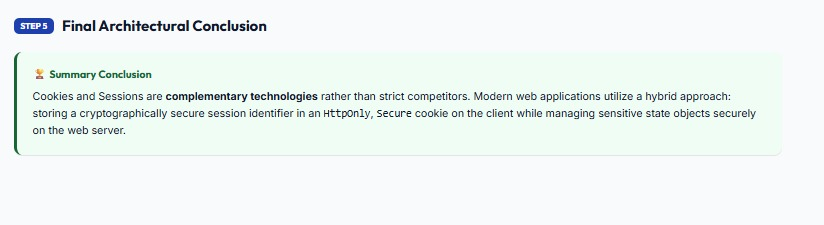 STEP 5 Final Architectural Conclusion
🏆 Summary Conclusion
Cookies and Sessions are complementary technologies rather than strict competitors. Modern web applications utilize a hybrid approach:
storing a cryptographically secure session identifier in an HttpOnly, Secure cookie on the client while managing sensitive state objects securely
on the web server.